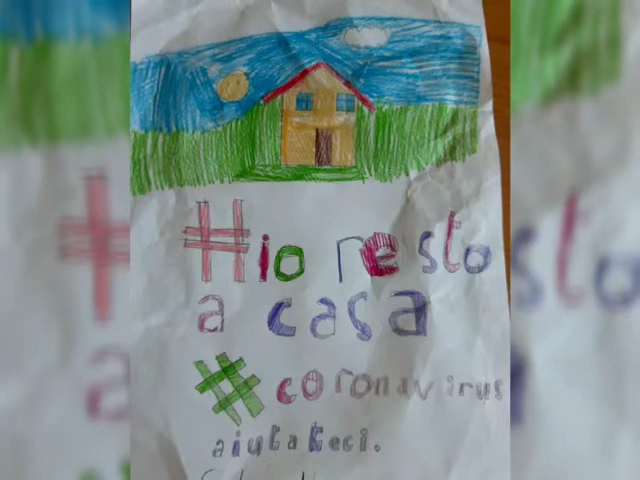 #io resto
a casa
#coronavirus
aiutateci.